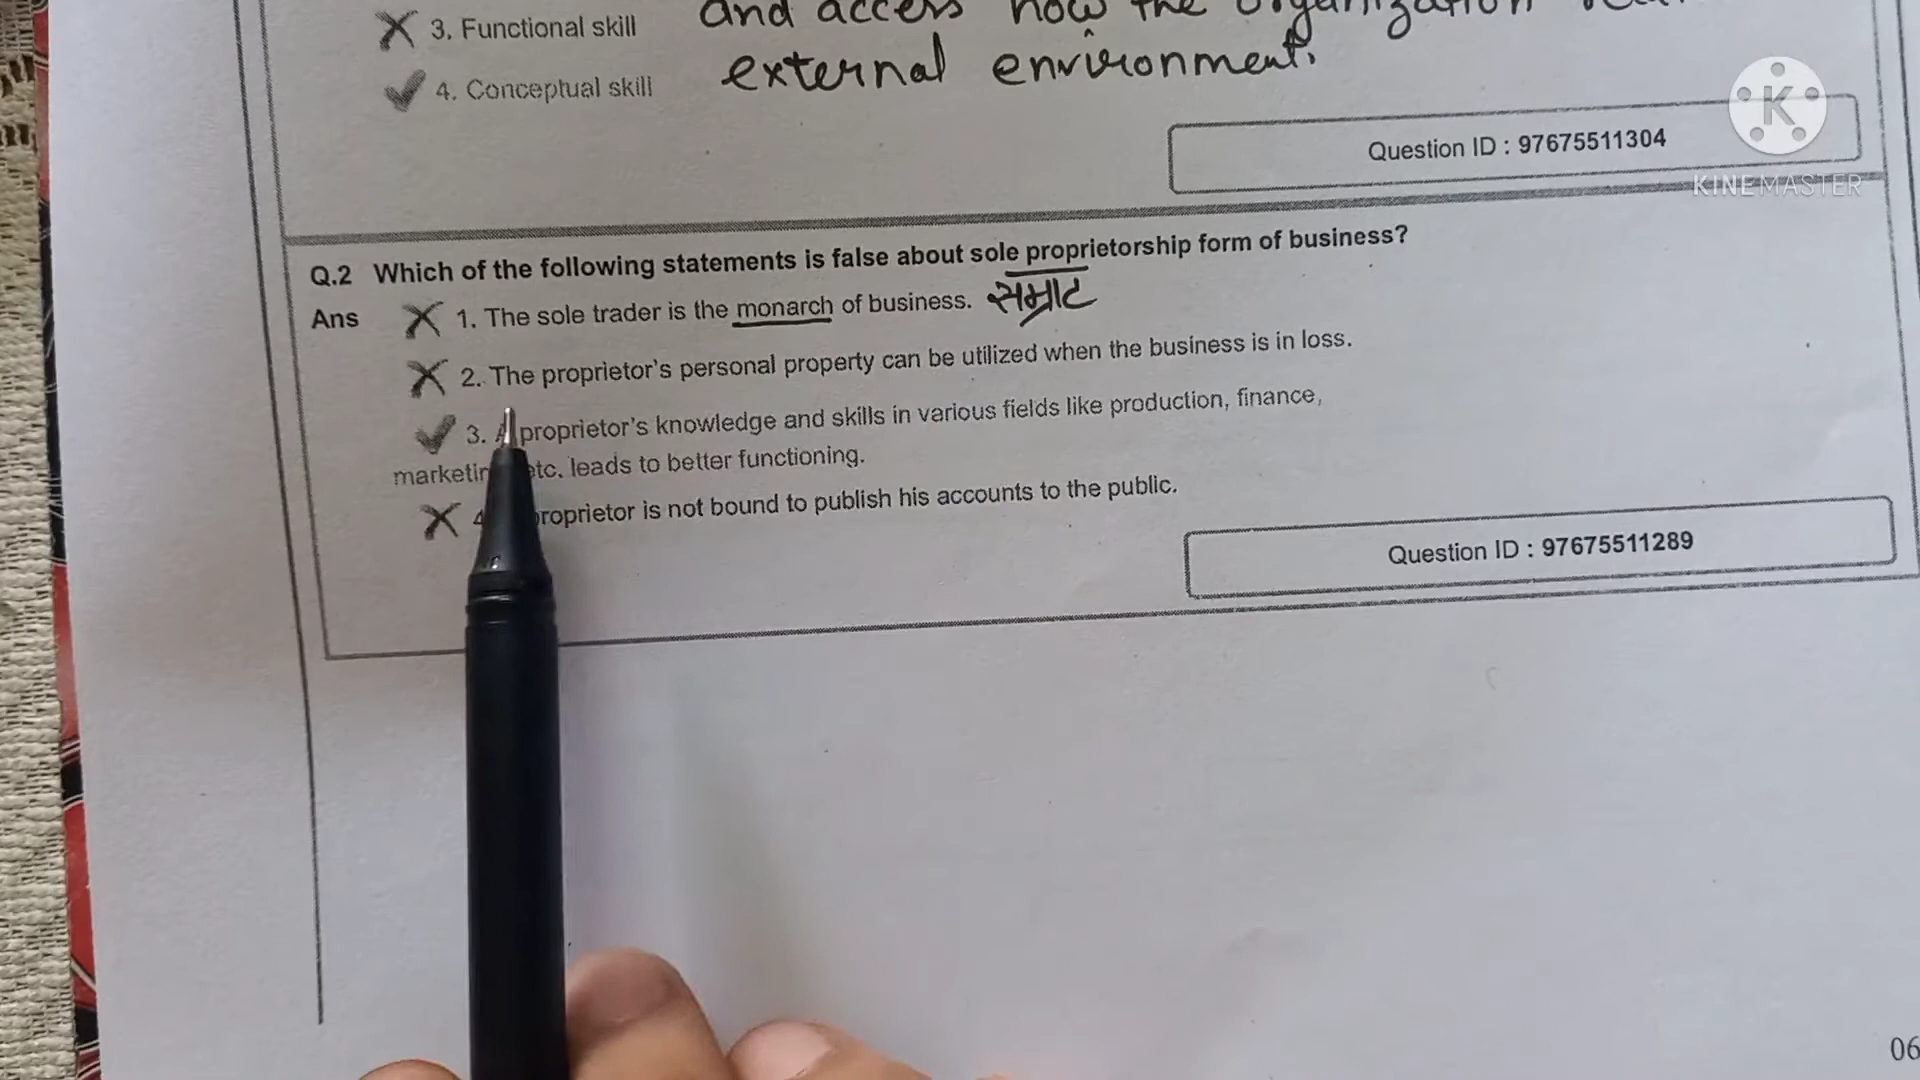 3. Functional skill
and access how the organization
4. Conceptual skill
external environment.
Question ID : 97675511304
KINEMASTER
Q.2 Which of the following statements is false about sole proprietorship form of business?
Ans 1. The sole trader is the monarch of business. सम्राट
2. The proprietor's personal property can be utilized when the business is in loss.
3. proprietor's knowledge and skills in various fields like production, finance,
etc. leads to better functioning.
proprietor is not bound to publish his accounts to the public.
Question ID : 97675511289
06